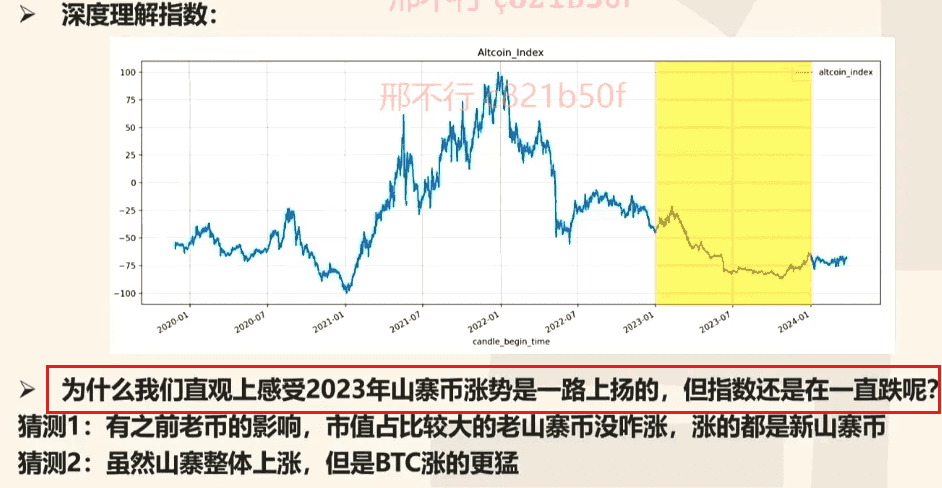 ➢ 深度理解指数：
邢不行 c821b50f
Altcoin_Index
altcoin_index
邢不行 c821b50f
100
75
50
25
0
−25
−50
−75
−100
2020-01 2020-07 2021-01 2021-07 2022-01 2022-07 2023-01 2023-07 2024-01
candle_begin_time
➢ 为什么我们直观上感受2023年山寨币涨势是一路上扬的，但指数还是在一直跌呢?
猜测1：有之前老币的影响，市值占比较大的老山寨币没咋涨，涨的都是新山寨币
猜测2：虽然山寨整体上涨，但是BTC涨的更猛